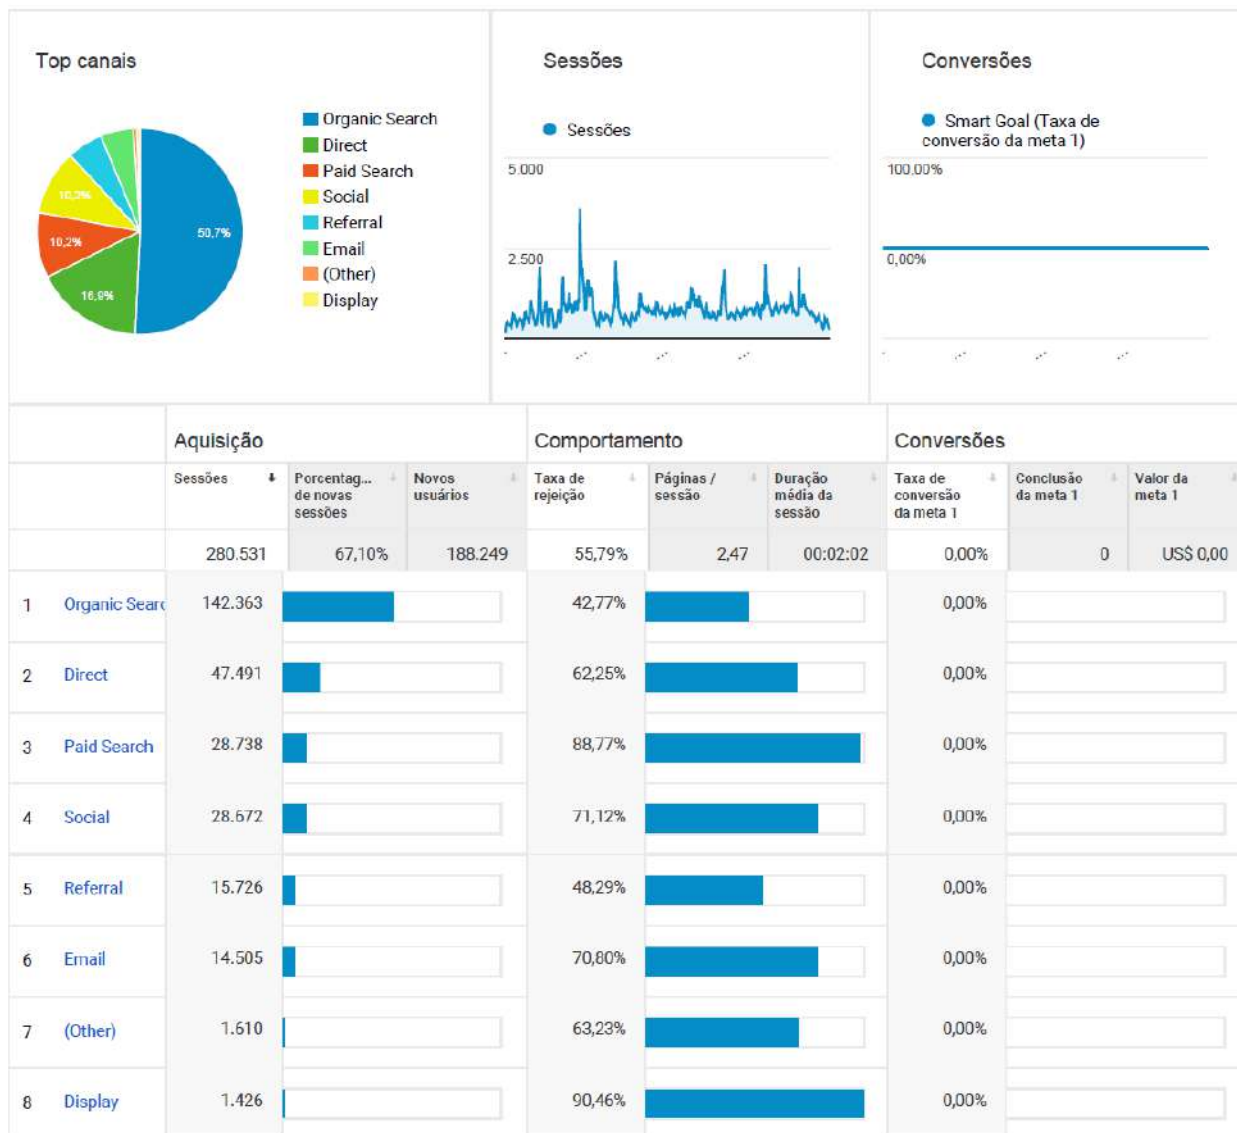 Top canais
Organic Search
Direct
Paid Search
Social
Referral
Email
(Other)
Display
50,7%
16,9%
10,2%
10,2%
Sessões
Sessões
5.000
2.500
Conversões
Smart Goal (Taxa de
conversão da meta 1)
100,00%
0,00%
Aquisição Comportamento Conversões
Sessões Porcentag... de novas sessões Novos usuários Taxa de rejeição Páginas / sessão Duração média da sessão Taxa de conversão da meta 1 Conclusão da meta 1 Valor da meta 1
280.531 67,10% 188.249 55,79% 2,47 00:02:02 0,00% 0 US$ 0,00
1 Organic Searc 142.363 42,77% 0,00%
2 Direct 47.491 62,25% 0,00%
3 Paid Search 28.738 88,77% 0,00%
4 Social 28.672 71,12% 0,00%
5 Referral 15.726 48,29% 0,00%
6 Email 14.505 70,80% 0,00%
7 (Other) 1.610 63,23% 0,00%
8 Display 1.426 90,46% 0,00%